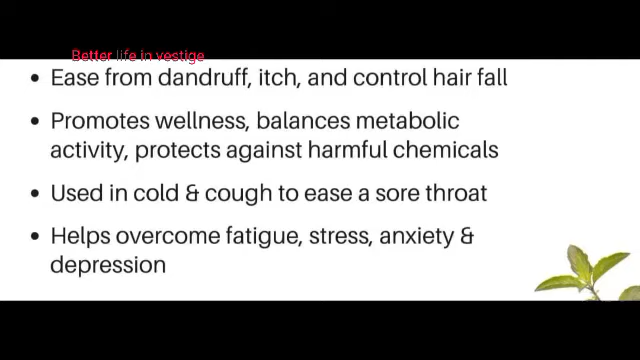 Better life in vestige
• Ease from dandruff, itch, and control hair fall
• Promotes wellness, balances metabolic
activity, protects against harmful chemicals
• Used in cold & cough to ease a sore throat
• Helps overcome fatigue, stress, anxiety &
depression